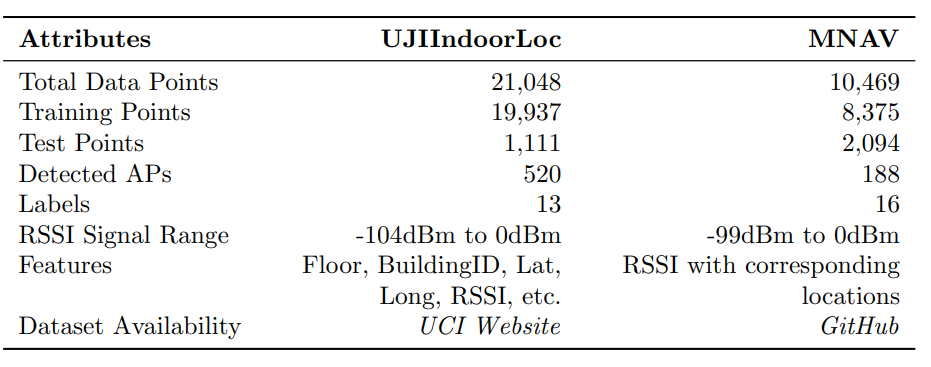 Attributes UJIIndoorLoc MNAV
Total Data Points 21,048 10,469
Training Points 19,937 8,375
Test Points 1,111 2,094
Detected APs 520 188
Labels 13 16
RSSI Signal Range -104dBm to 0dBm -99dBm to 0dBm
Features Floor, BuildingID, Lat, RSSI with corresponding
Long, RSSI, etc. locations
Dataset Availability UCI Website GitHub